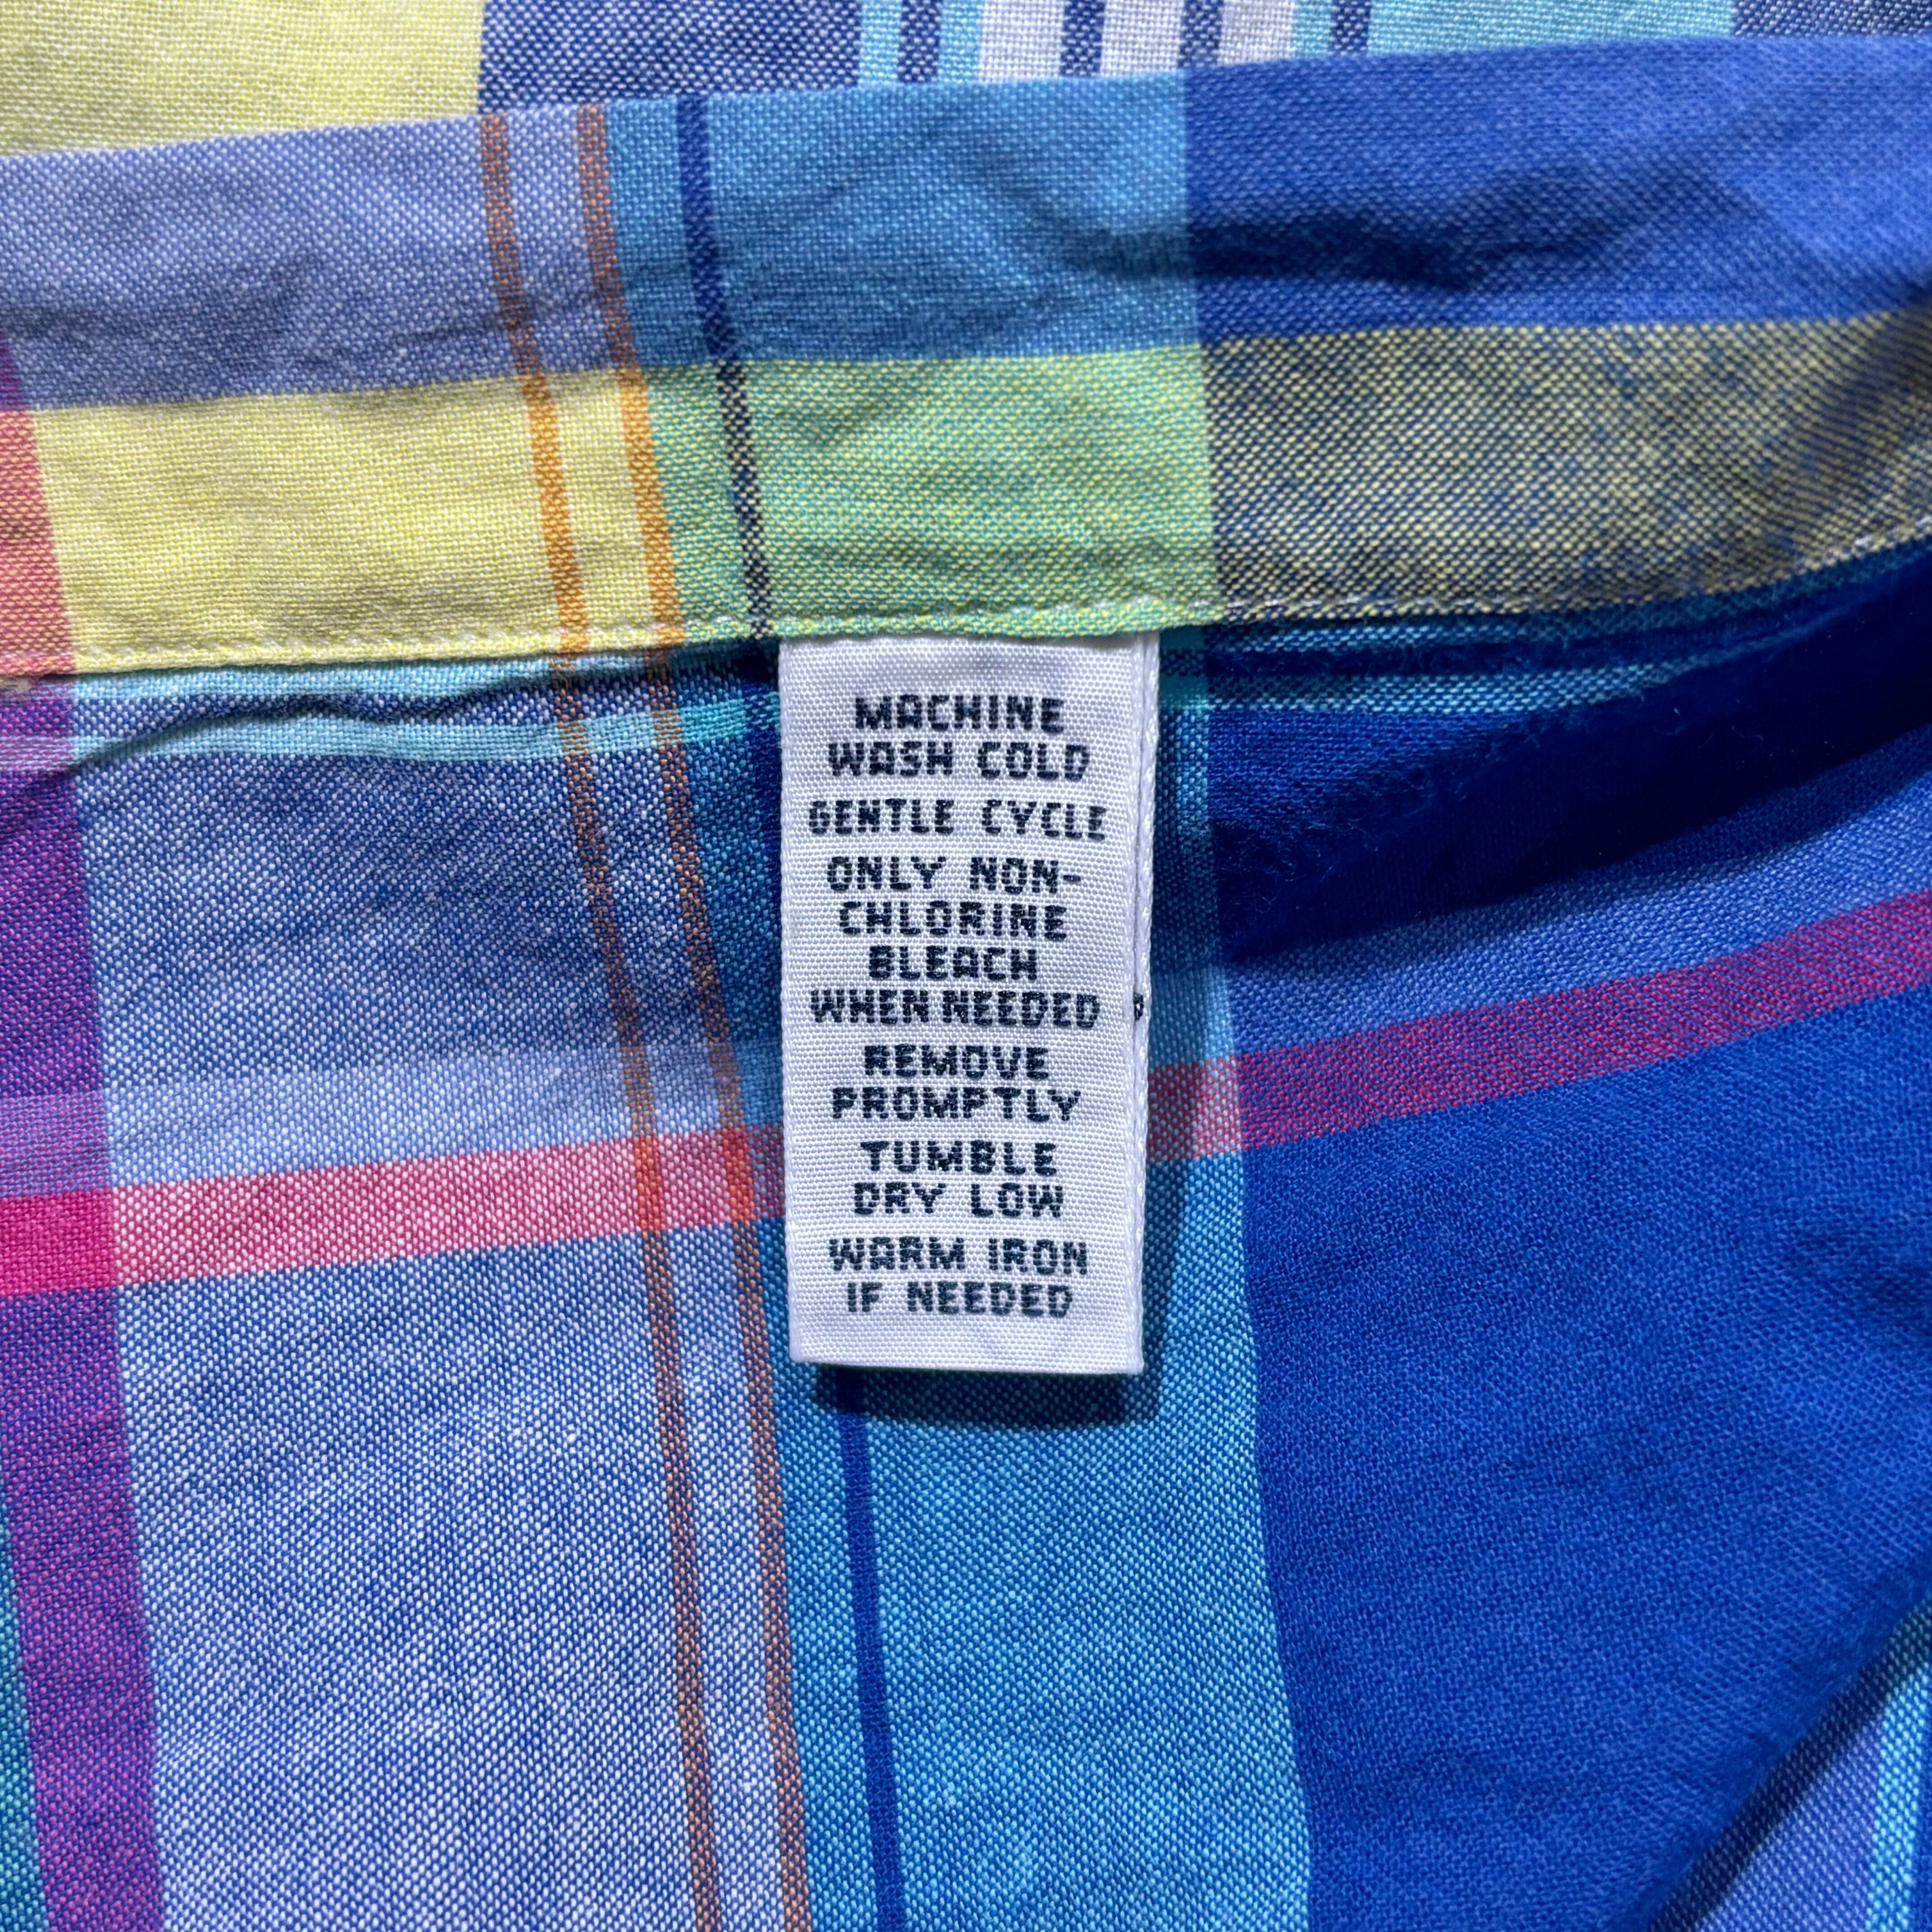 MACHINE
WASH COLD
GENTLE CYCLE
ONLY NON-
CHLORINE
BLEACH
WHEN NEEDED
REMOVE
PROMPTLY
TUMBLE
DRY LOW
WARM IRON
IF NEEDED